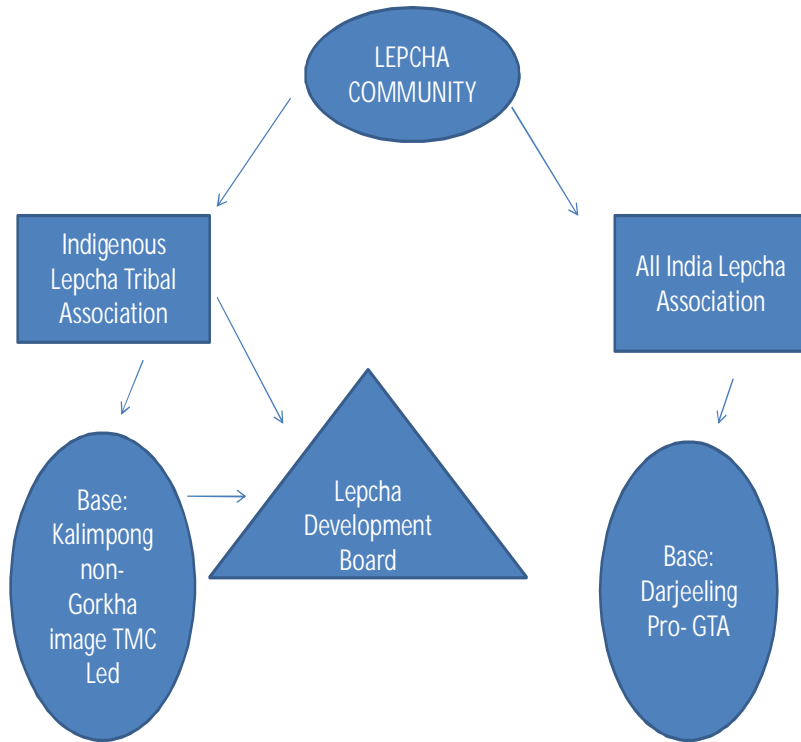 LEPCHA
COMMUNITY
Indigenous
Lepcha Tribal
Association
All India Lepcha
Association
Base:
Kalimpong
non-
Gorkha
image TMC
Led
Lepcha
Development
Board
Base:
Darjeeling
Pro- GTA